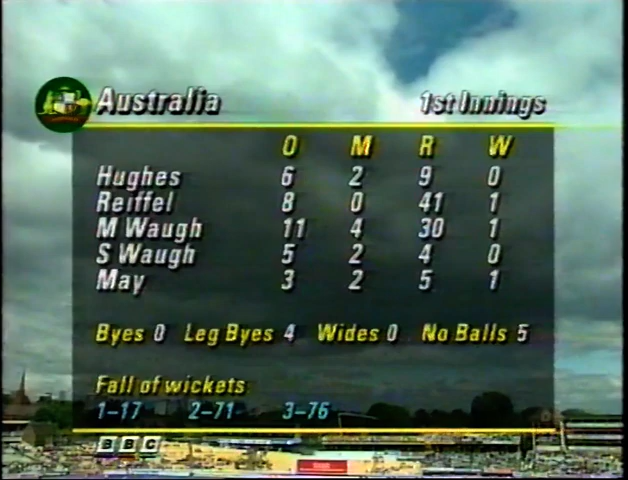 Australia 1st Innings
O M R W
Hughes 6 2 9 0
Reiffel 8 0 41 1
M Waugh 11 4 30 1
S Waugh 5 2 4 0
May 3 2 5 1
Byes 0 Leg Byes 4 Wides 0 No Balls 5
Fall of wickets
1-17 2-71 3-76
BBC